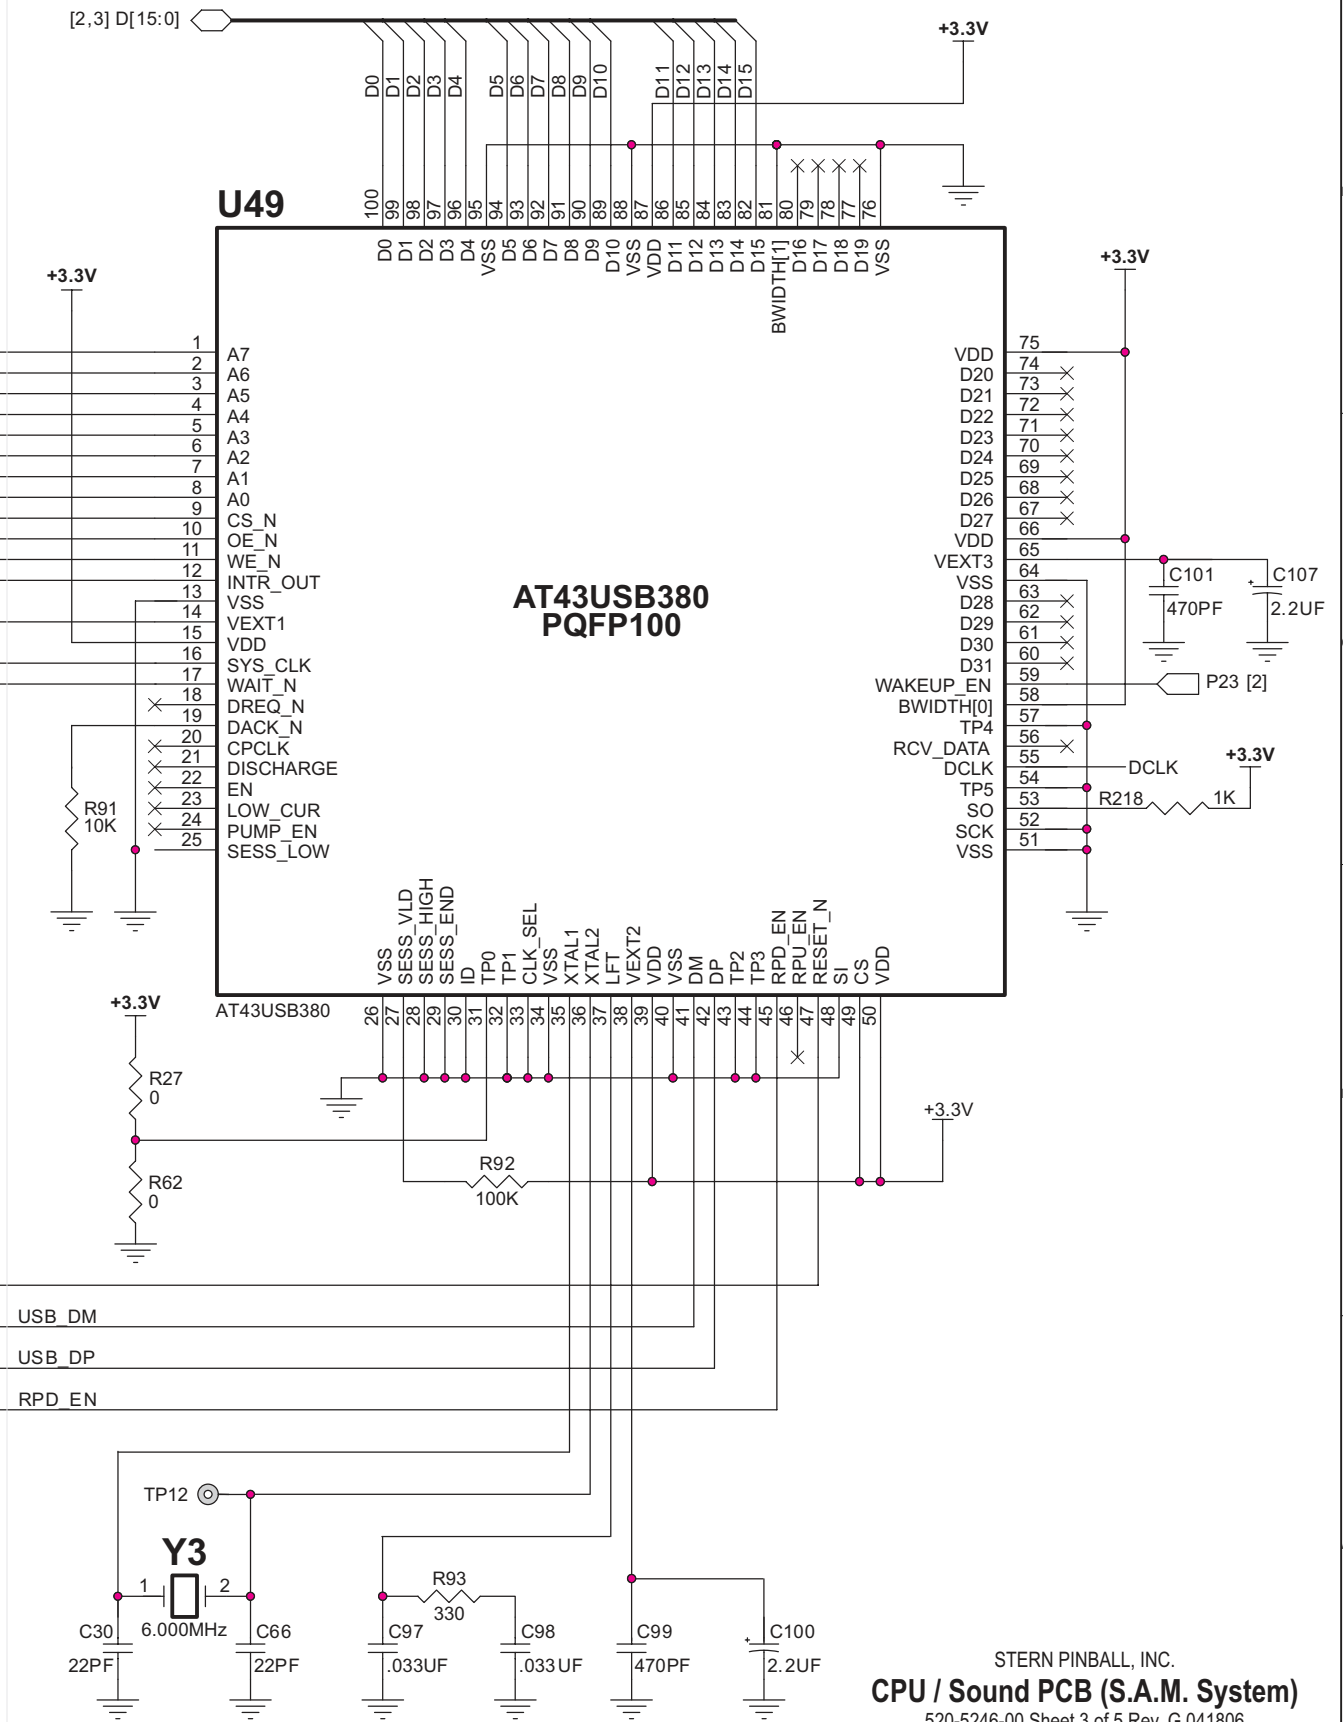 [2,3] D[15:0]
+3.3V
D0
D1
D2
D3
D4
D5
D6
D7
D8
D9
D10
D11
D12
D13
D14
D15
U49
100
99
98
97
96
95
94
93
92
91
90
89
88
87
86
85
84
83
82
81
80
79
78
77
76
D0
D1
D2
D3
D4
VSS
D5
D6
D7
D8
D9
D10
VSS
VDD
D11
D12
D13
D14
D15
BWIDTH[1]
D16
D17
D18
D19
VSS
+3.3V
+3.3V
1 A7
2 A6
3 A5
4 A4
5 A3
6 A2
7 A1
8 A0
9 CS_N
10 OE_N
11 WE_N
12 INTR_OUT
13 VSS
14 VEXT1
15 VDD
16 SYS_CLK
17 WAIT_N
18 DREQ_N
19 DACK_N
20 CPCLK
21 DISCHARGE
22 EN
23 LOW_CUR
24 PUMP_EN
25 SESS_LOW
R91
10K
AT43USB380
PQFP100
VDD 75
D20 74
D21 73
D22 72
D23 71
D24 70
D25 69
D26 68
D27 67
VDD 66
VEXT3 65
VSS 64
D28 63
D29 62
D30 61
D31 60
WAKEUP_EN 59
BWIDTH[0] 58
TP4 57
RCV_DATA 56
DCLK 55
TP5 54
SO 53
SCK 52
VSS 51
C101
470PF
C107
+
2.2UF
P23 [2]
DCLK
+3.3V
R218 1K
VSS
SESS_VLD
SESS_HIGH
SESS_END
ID
TP0
TP1
CLK_SEL
VSS
XTAL1
XTAL2
LFT
VEXT2
VDD
VSS
DM
DP
TP2
TP3
RPD_EN
RPU_EN
RESET_N
SI
CS
VDD
AT43USB380
26
27
28
29
30
31
32
33
34
35
36
37
38
39
40
41
42
43
44
45
46
47
48
49
50
+3.3V
R27
0
R62
0
R92
100K
+3.3V
USB_DM
USB_DP
RPD_EN
TP12
Y3
1 2
6.000MHz
C30
22PF
C66
22PF
R93
330
C97
.033UF
C98
.033UF
C99
470PF
C100
+
2.2UF
STERN PINBALL, INC.
CPU / Sound PCB (S.A.M. System)
520-5246-00 Sheet 3 of 5 Rev. G 041806